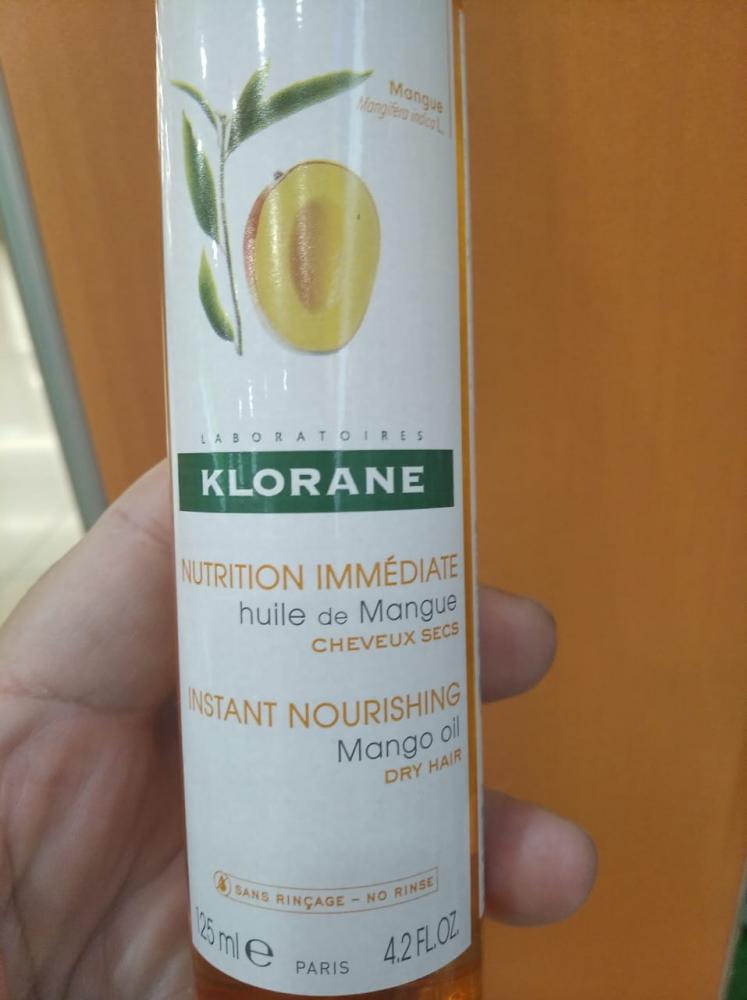 Mangue
Mangifera indica L.
LABORATOIRES
KLORANE
NUTRITION IMMÉDIATE
huile de Mangue
CHEVEUX SECS
INSTANT NOURISHING
Mango oil
DRY HAIR
SANS RINÇAGE – NO RINSE
125 ml e
PARIS
4.2 FL.OZ.